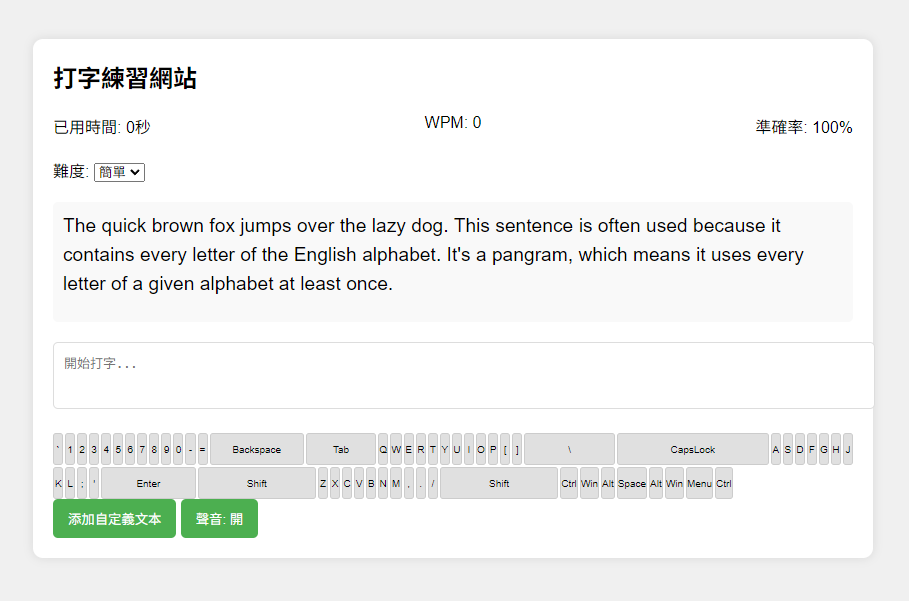 打字練習網站
已用時間: 0秒 WPM: 0 準確率: 100%
難度: 簡單
The quick brown fox jumps over the lazy dog. This sentence is often used because it
contains every letter of the English alphabet. It's a pangram, which means it uses every
letter of a given alphabet at least once.
開始打字...
` 1 2 3 4 5 6 7 8 9 0 - = Backspace Tab Q W E R T Y U I O P [ ] \ CapsLock A S D F G H J
K L ; ' Enter Shift Z X C V B N M , . / Shift Ctrl Win Alt Space Alt Win Menu Ctrl
添加自定義文本 聲音: 開